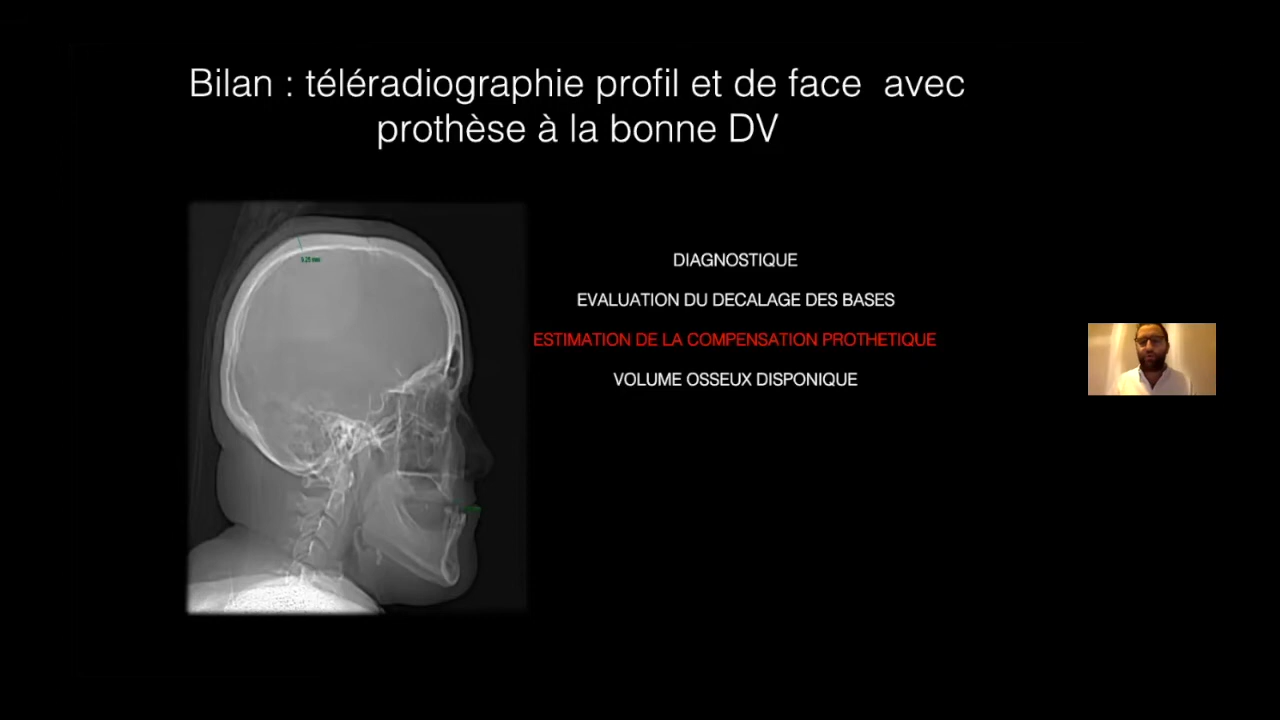 Bilan : téléradiographie profil et de face avec
prothèse à la bonne DV
DIAGNOSTIQUE
EVALUATION DU DECALAGE DES BASES
ESTIMATION DE LA COMPENSATION PROTHETIQUE
VOLUME OSSEUX DISPONIQUE